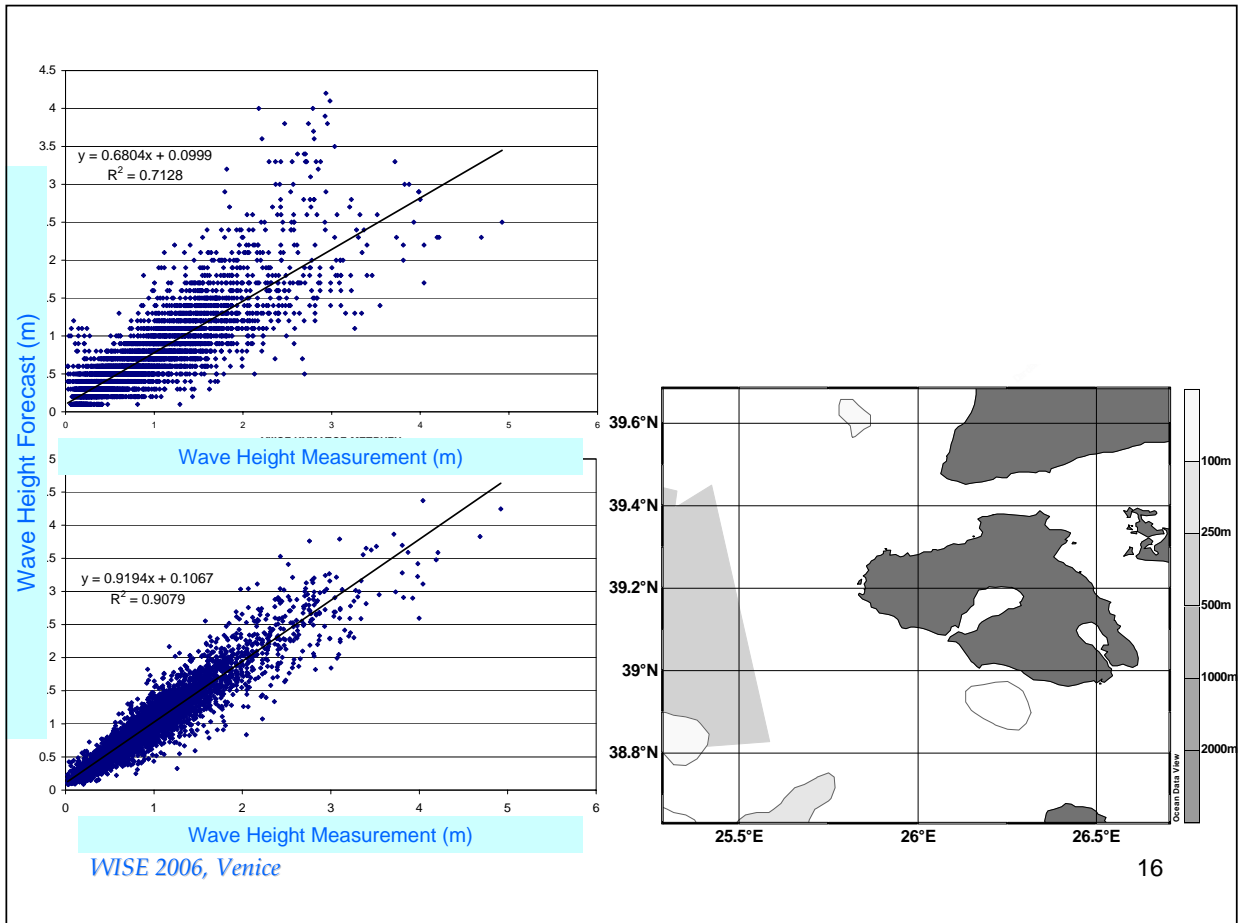 4.5
4
3.5
3
2.5
2
.5
1
.5
0
0 1 2 3 4 5 6
y = 0.6804x + 0.0999
R² = 0.7128
Wave Height Forecast (m)
Wave Height Measurement (m)
5
.5
4
.5
3
.5
2
.5
1
0.5
0
0 1 2 3 4 5 6
y = 0.9194x + 0.1067
R² = 0.9079
Wave Height Measurement (m)
39.6°N
39.4°N
39.2°N
39°N
38.8°N
25.5°E 26°E 26.5°E
100m
250m
500m
1000m
2000m
Ocean Data View
WISE 2006, Venice
16